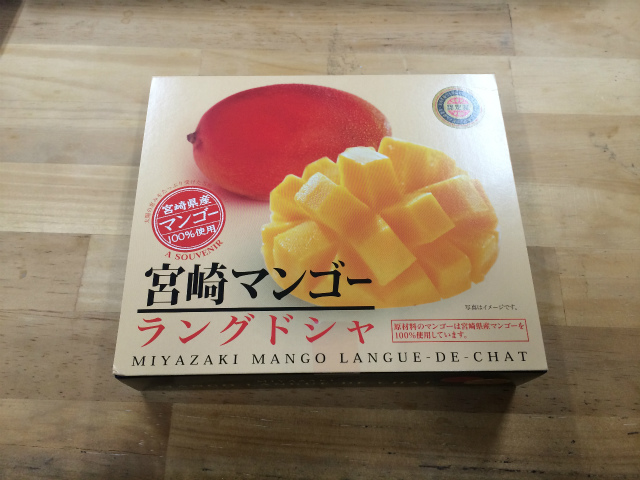 宮崎県産
マンゴー
100%使用
A SOUVENIR
宮崎マンゴー
ラングドシャ
写真はイメージです。
原材料のマンゴーは宮崎県産マンゴーを
100%使用しています。
MIYAZAKI MANGO LANGUE-DE-CHAT